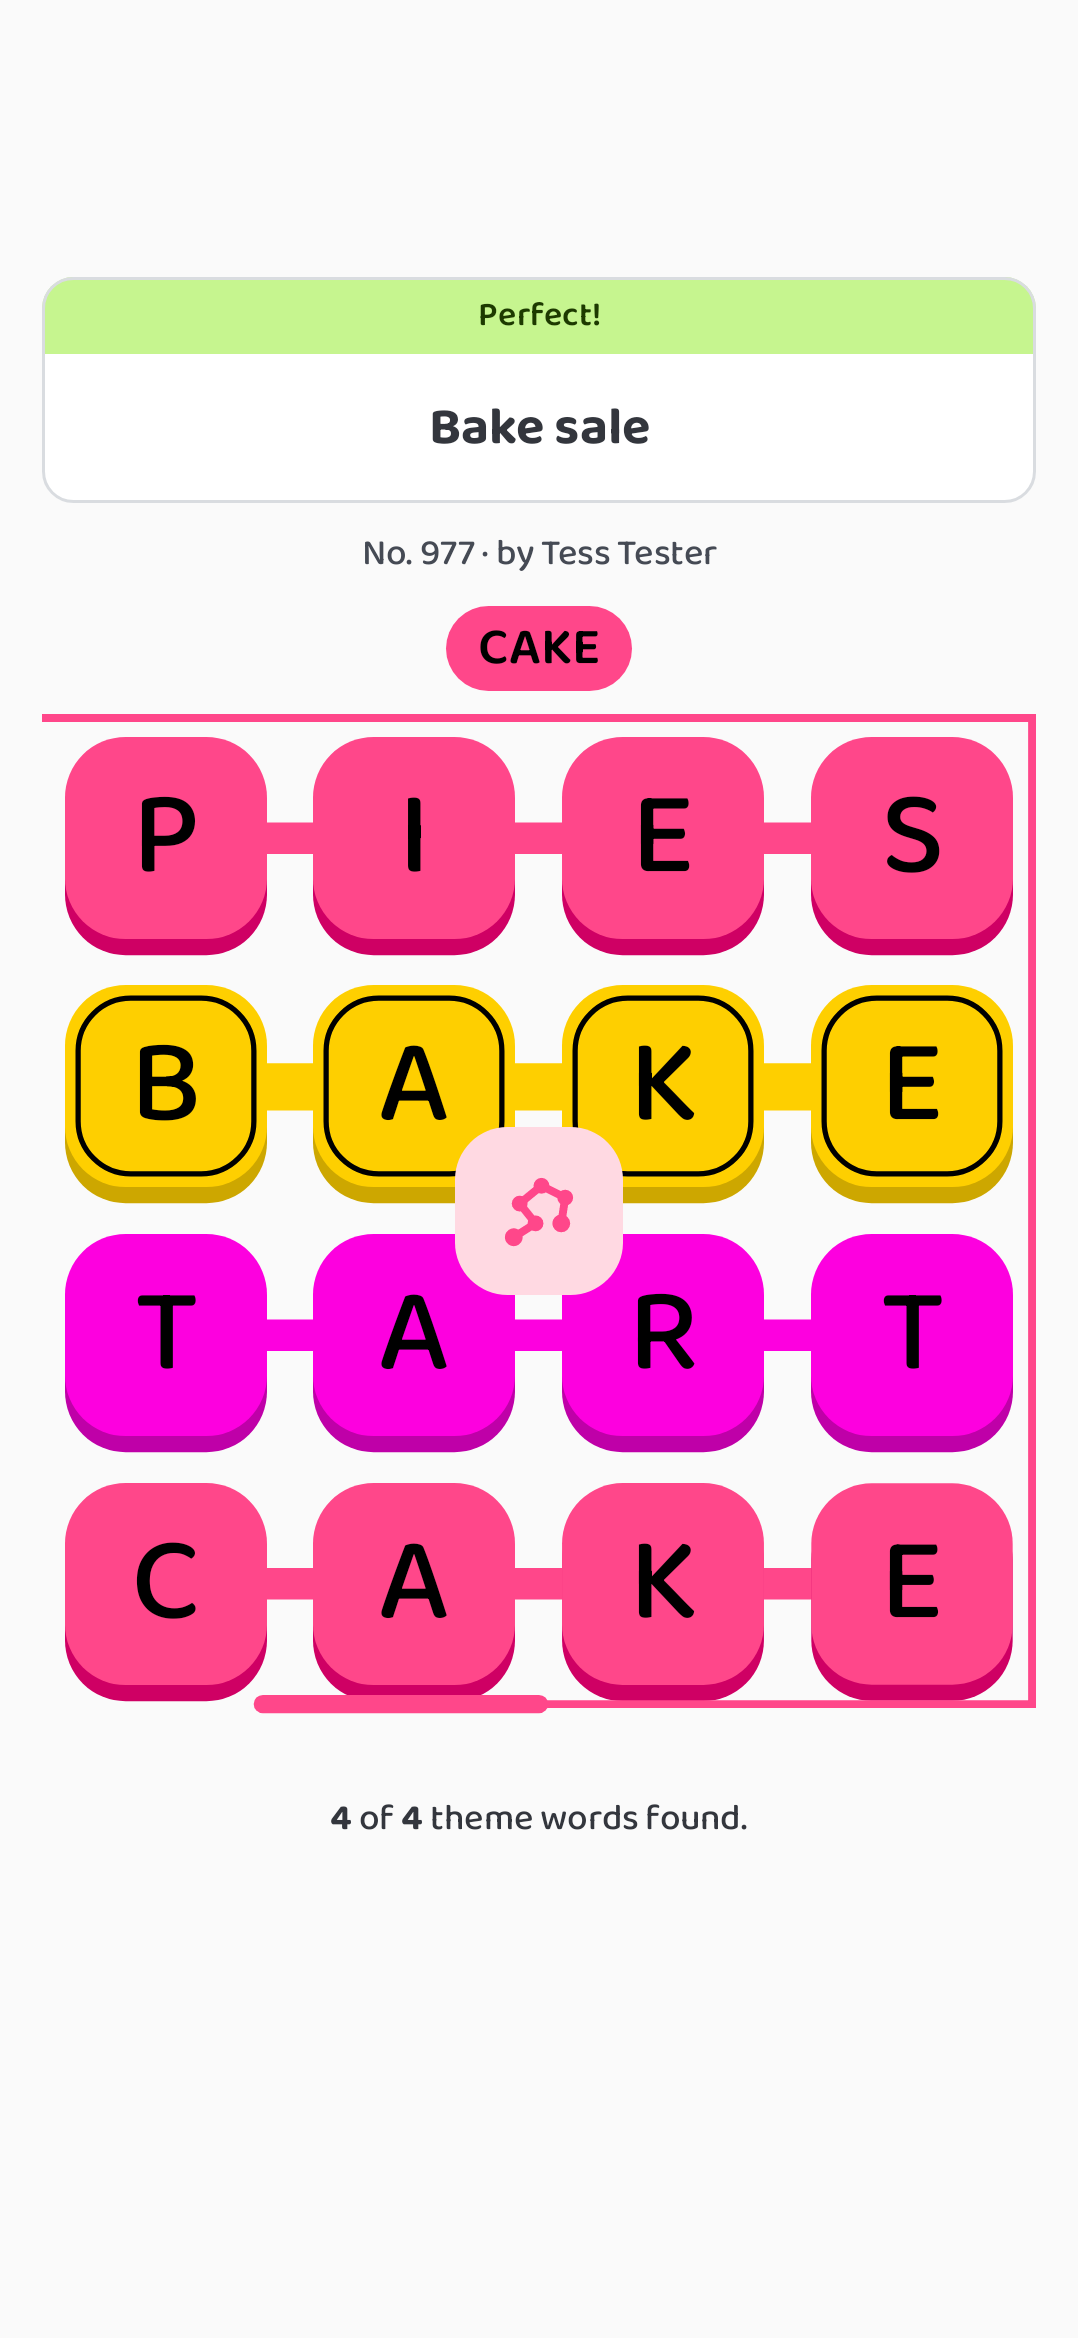 Perfect!
Bake sale
No. 977 · by Tess Tester
CAKE
P I E S
B A K E
T A R T
C A K E
4 of 4 theme words found.